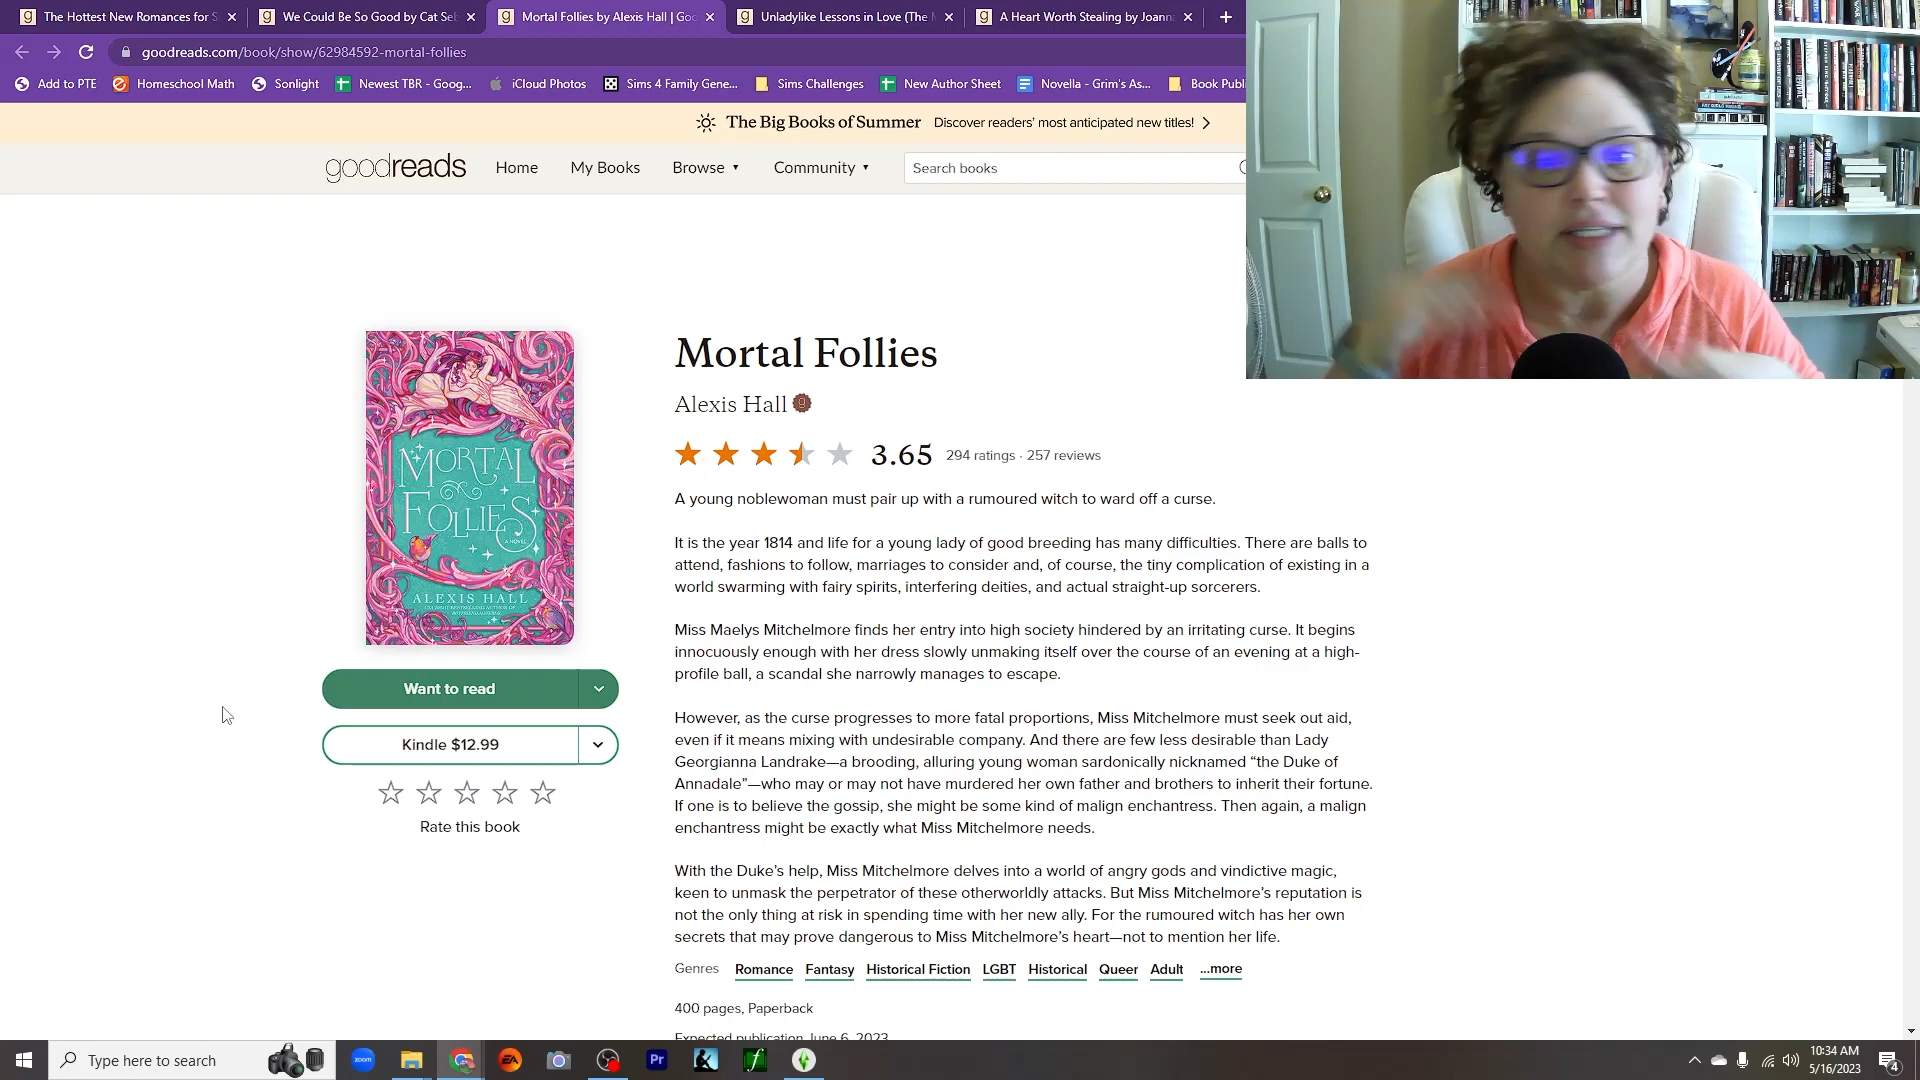 The Hottest New Romances for S
We Could Be So Good by Cat Seb
Mortal Follies by Alexis Hall | Goo
Unladylike Lessons in Love (The M
A Heart Worth Stealing by Joanna
goodreads.com/book/show/62984592-mortal-follies
Add to PTE
Homeschool Math
Sonlight
Newest TBR - Goog...
iCloud Photos
Sims 4 Family Gene...
Sims Challenges
New Author Sheet
Novella - Grim's As...
Book Publ
The Big Books of Summer Discover readers' most anticipated new titles!
goodreads
Home
My Books
Browse
Community
Search books
MORTAL
FOLLIES
A NOVEL
ALEXIS HALL
Want to read
Kindle $12.99
Rate this book
Mortal Follies
Alexis Hall
3.65 294 ratings · 257 reviews
A young noblewoman must pair up with a rumoured witch to ward off a curse.
It is the year 1814 and life for a young lady of good breeding has many difficulties. There are balls to
attend, fashions to follow, marriages to consider and, of course, the tiny complication of existing in a
world swarming with fairy spirits, interfering deities, and actual straight-up sorcerers.
Miss Maelys Mitchelmore finds her entry into high society hindered by an irritating curse. It begins
innocuously enough with her dress slowly unmaking itself over the course of an evening at a high-
profile ball, a scandal she narrowly manages to escape.
However, as the curse progresses to more fatal proportions, Miss Mitchelmore must seek out aid,
even if it means mixing with undesirable company. And there are few less desirable than Lady
Georgianna Landrake—a brooding, alluring young woman sardonically nicknamed “the Duke of
Annadale”—who may or may not have murdered her own father and brothers to inherit their fortune.
If one is to believe the gossip, she might be some kind of malign enchantress. Then again, a malign
enchantress might be exactly what Miss Mitchelmore needs.
With the Duke’s help, Miss Mitchelmore delves into a world of angry gods and vindictive magic,
keen to unmask the perpetrator of these otherworldly attacks. But Miss Mitchelmore’s reputation is
not the only thing at risk in spending time with her new ally. For the rumoured witch has her own
secrets that may prove dangerous to Miss Mitchelmore’s heart—not to mention her life.
Genres Romance Fantasy Historical Fiction LGBT Historical Queer Adult ...more
400 pages, Paperback
Expected publication June 6, 2023
Type here to search
zoom
EA
Pr
10:34 AM
5/16/2023
4